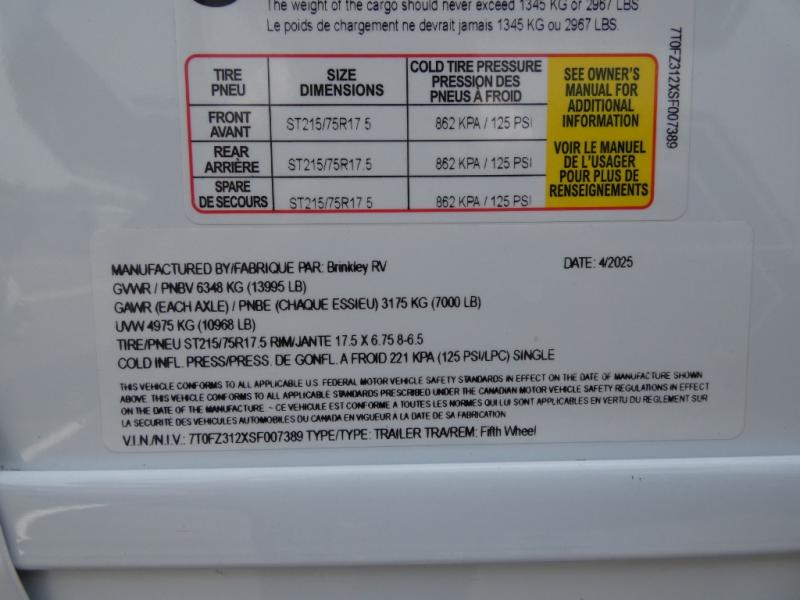 The weight of the cargo should never exceed 1345 KG or 2967 LBS
Le poids de chargement ne devrait jamais 1345 KG ou 2967 LBS.
TIRE SIZE COLD TIRE PRESSURE
PNEU DIMENSIONS PRESSION DES
PNEUS À FROID
FRONT ST215/75R17.5 862 KPA / 125 PSI
AVANT
REAR ST215/75R17.5 862 KPA / 125 PSI
ARRIÈRE
SPARE ST215/75R17.5 862 KPA / 125 PSI
DE SECOURS
SEE OWNER'S
MANUAL FOR
ADDITIONAL
INFORMATION
VOIR LE MANUEL
DE L'USAGER
POUR PLUS DE
RENSEIGNEMENTS
7T0FZ312XSF007389
MANUFACTURED BY/FABRIQUE PAR: Brinkley RV DATE: 4/2025
GVWR / PNBV 6348 KG (13995 LB)
GAWR (EACH AXLE) / PNBE (CHAQUE ESSIEU) 3175 KG (7000 LB)
UVW 4975 KG (10968 LB)
TIRE/PNEU ST215/75R17.5 RIM/JANTE 17.5 X 6.75 8-6.5
COLD INFL. PRESS/PRESS. DE GONFL. A FROID 221 KPA (125 PSI/LPC) SINGLE
THIS VEHICLE CONFORMS TO ALL APPLICABLE U.S. FEDERAL MOTOR VEHICLE SAFETY STANDARDS IN EFFECT ON THE DATE OF MANUFACTURE SHOWN
ABOVE. THIS VEHICLE CONFORMS TO ALL APPLICABLE STANDARDS PRESCRIBED UNDER THE CANADIAN MOTOR VEHICLE SAFETY REGULATIONS IN EFFECT
ON THE DATE OF THE MANUFACTURE ~ CE VEHICULE EST CONFORME A TOUTES LES NORMES QUI LUI SONT APPLICABLES EN VERTU DU REGLEMENT SUR
LA SECURITE DES VEHICULES AUTOMOBILES DU CANADA EN VIGUEUR A LA DATE DE SA FABRICATION
V.I.N./N.I.V.: 7T0FZ312XSF007389 TYPE/TYPE: TRAILER TRA/REM: Fifth Wheel